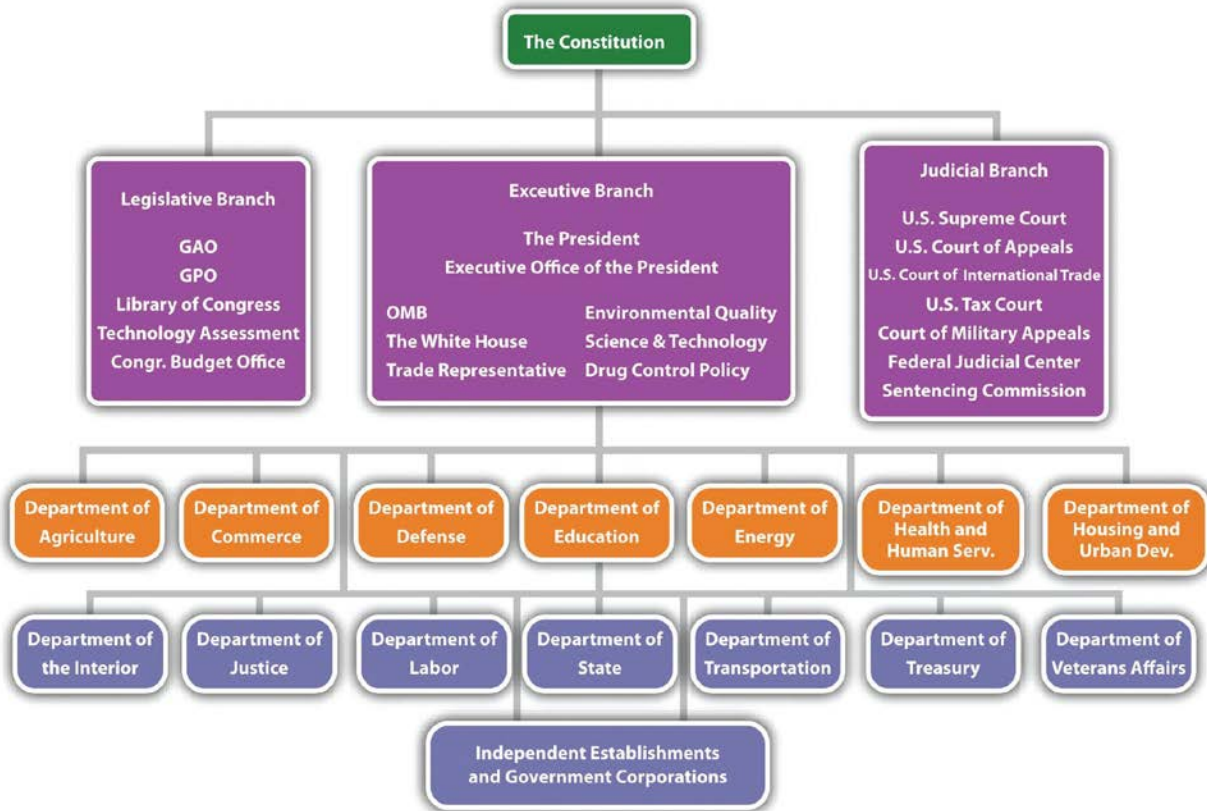 The Constitution
Legislative Branch
GAO
GPO
Library of Congress
Technology Assessment
Congr. Budget Office
Exceutive Branch
The President
Executive Office of the President
OMB
The White House
Trade Representative
Environmental Quality
Science & Technology
Drug Control Policy
Judicial Branch
U.S. Supreme Court
U.S. Court of Appeals
U.S. Court of International Trade
U.S. Tax Court
Court of Military Appeals
Federal Judicial Center
Sentencing Commission
Department of
Agriculture
Department of
Commerce
Department of
Defense
Department of
Education
Department of
Energy
Department of
Health and
Human Serv.
Department of
Housing and
Urban Dev.
Department of
the Interior
Department of
Justice
Department of
Labor
Department of
State
Department of
Transportation
Department of
Treasury
Department of
Veterans Affairs
Independent Establishments
and Government Corporations